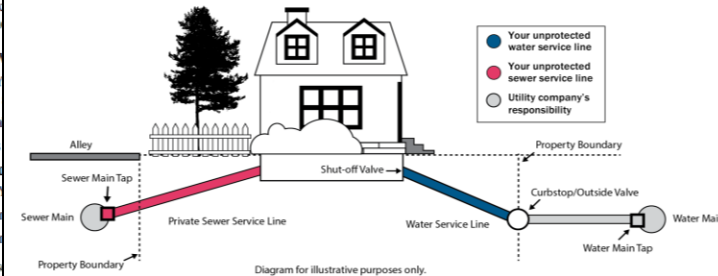 Your unprotected
water service line
Your unprotected
sewer service line
Utility company's
responsibility
Alley
Property Boundary
Shut-off Valve
Sewer Main Tap
Curbstop/Outside Valve
Sewer Main
Private Sewer Service Line
Water Service Line
Water Mai
Water Main Tap
Property Boundary
Diagram for illustrative purposes only.